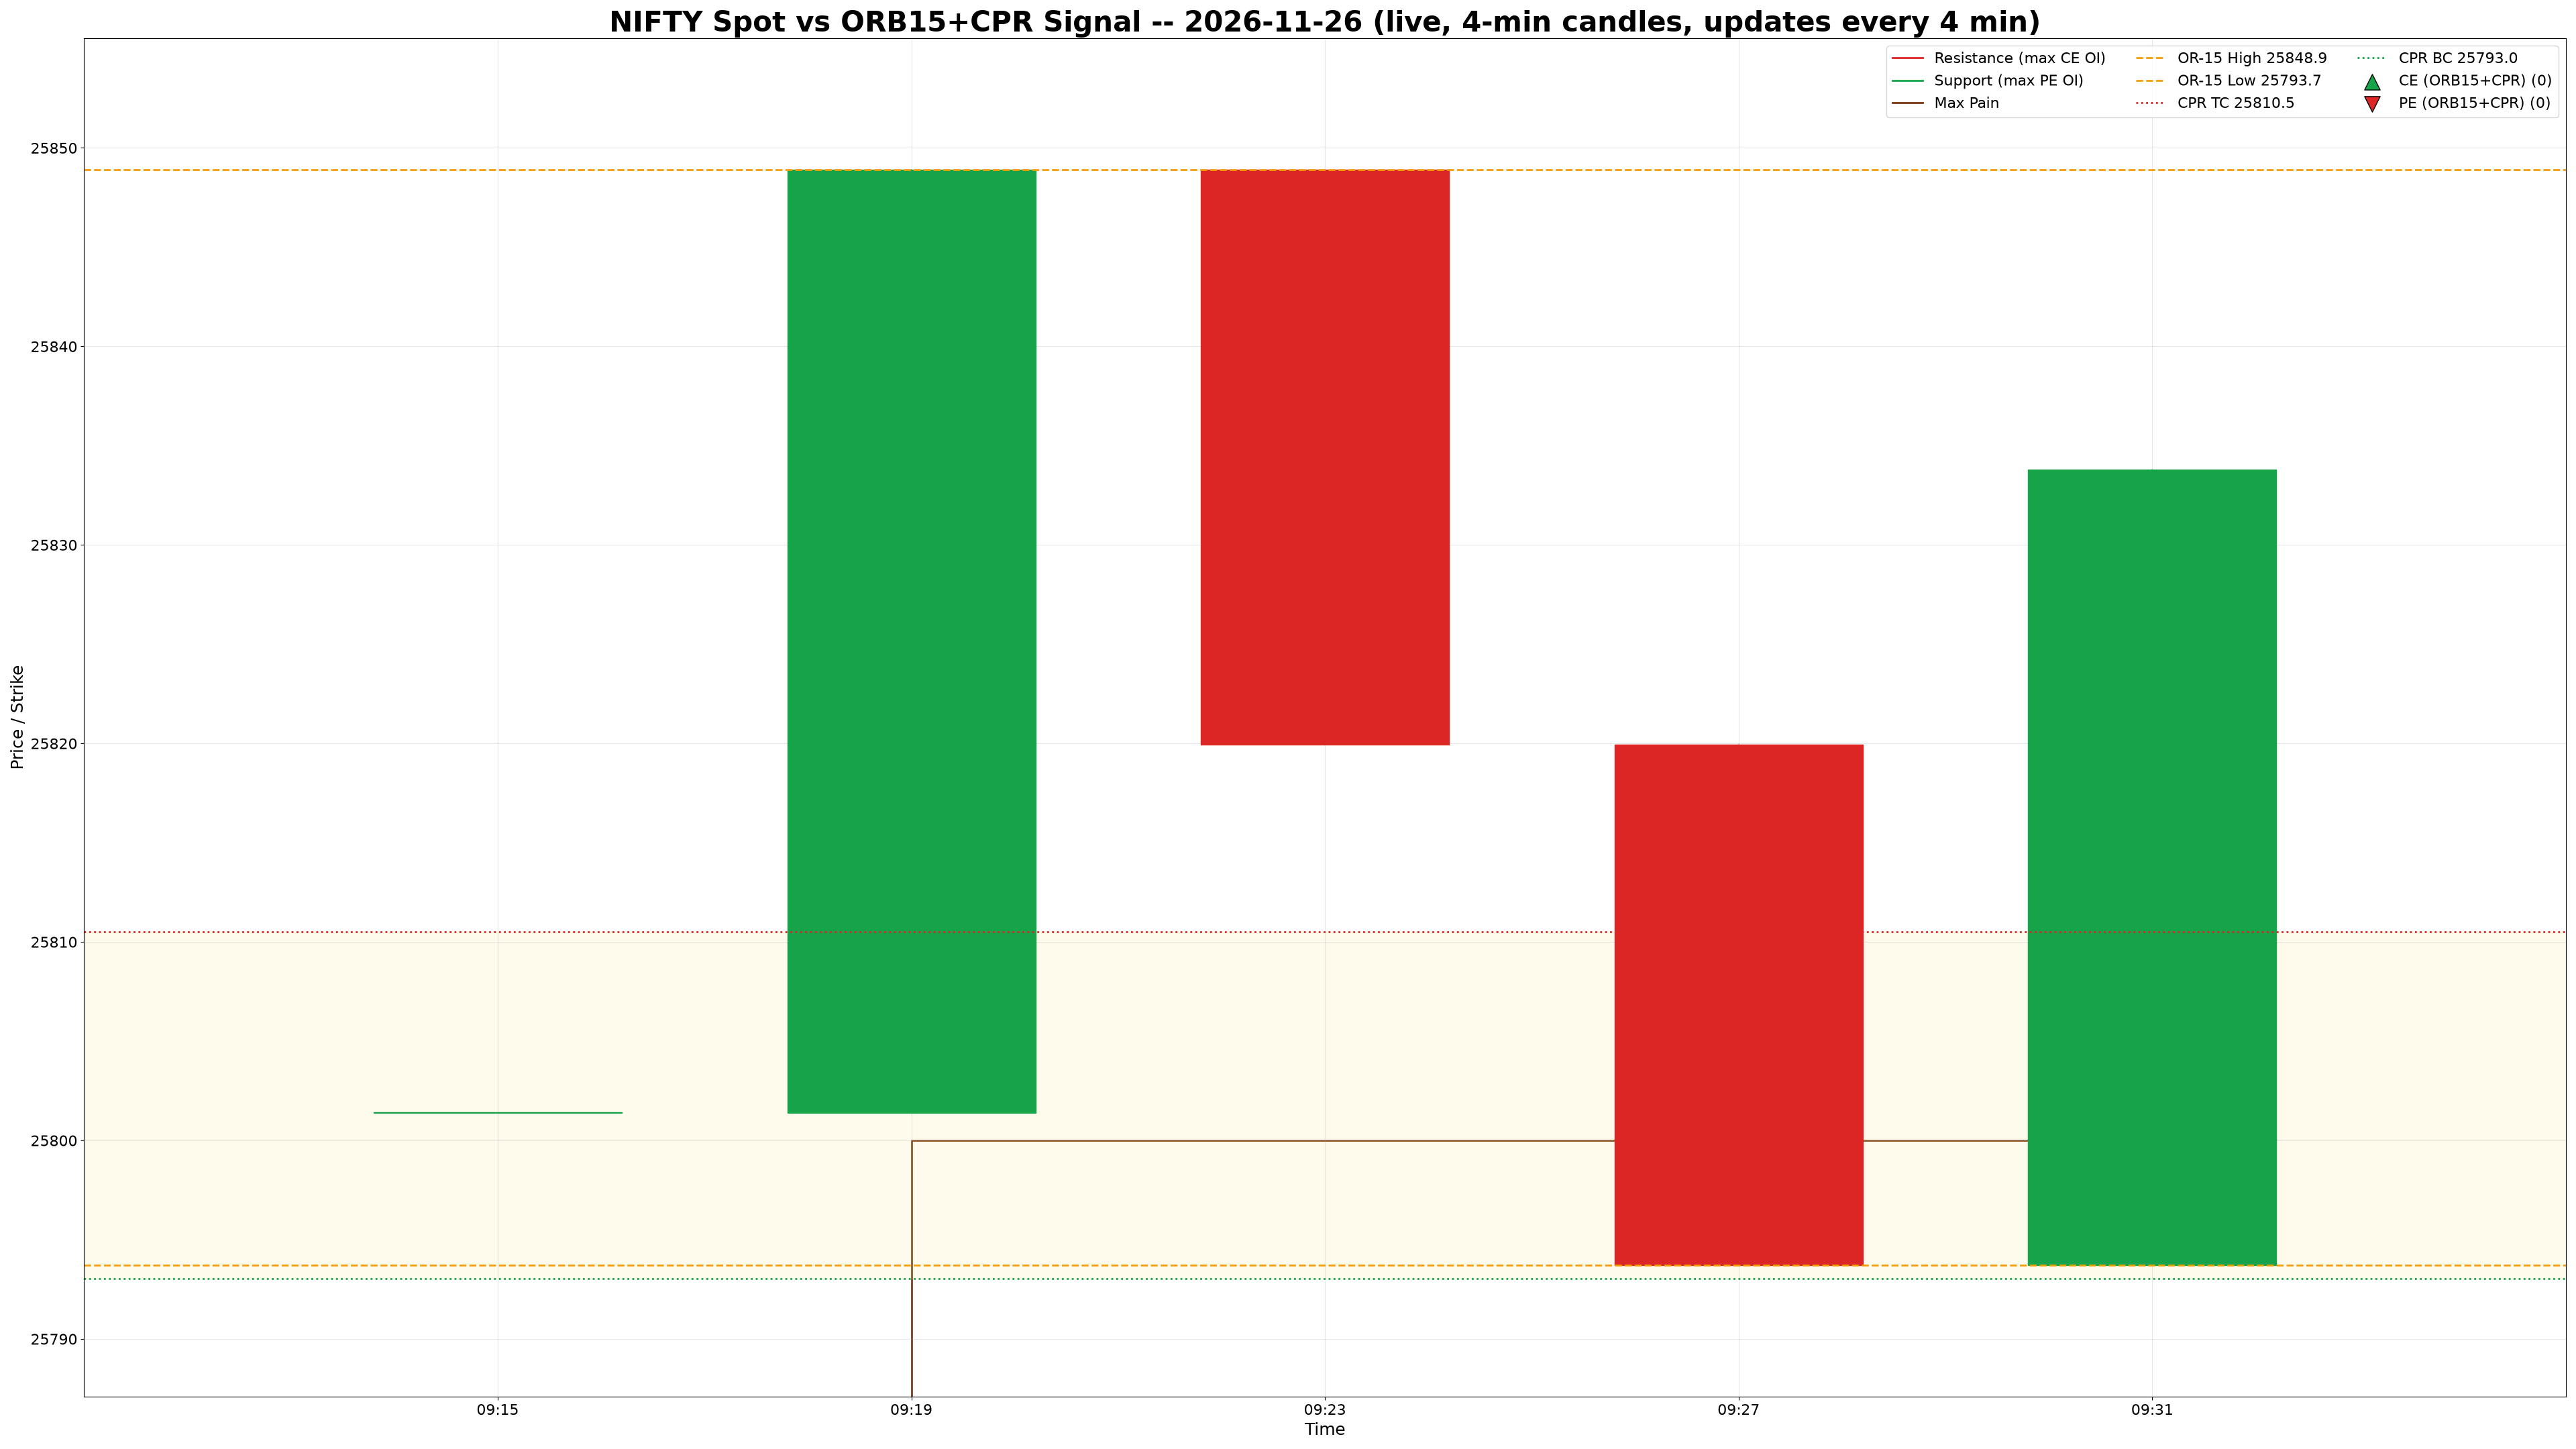 NIFTY Spot vs ORB15+CPR Signal -- 2026-11-26 (live, 4-min candles, updates every 4 min)
Resistance (max CE OI)
Support (max PE OI)
Max Pain
OR-15 High 25848.9
OR-15 Low 25793.7
CPR TC 25810.5
CPR BC 25793.0
CE (ORB15+CPR) (0)
PE (ORB15+CPR) (0)
Price / Strike
25850
25840
25830
25820
25810
25800
25790
09:15
09:19
09:23
09:27
09:31
Time